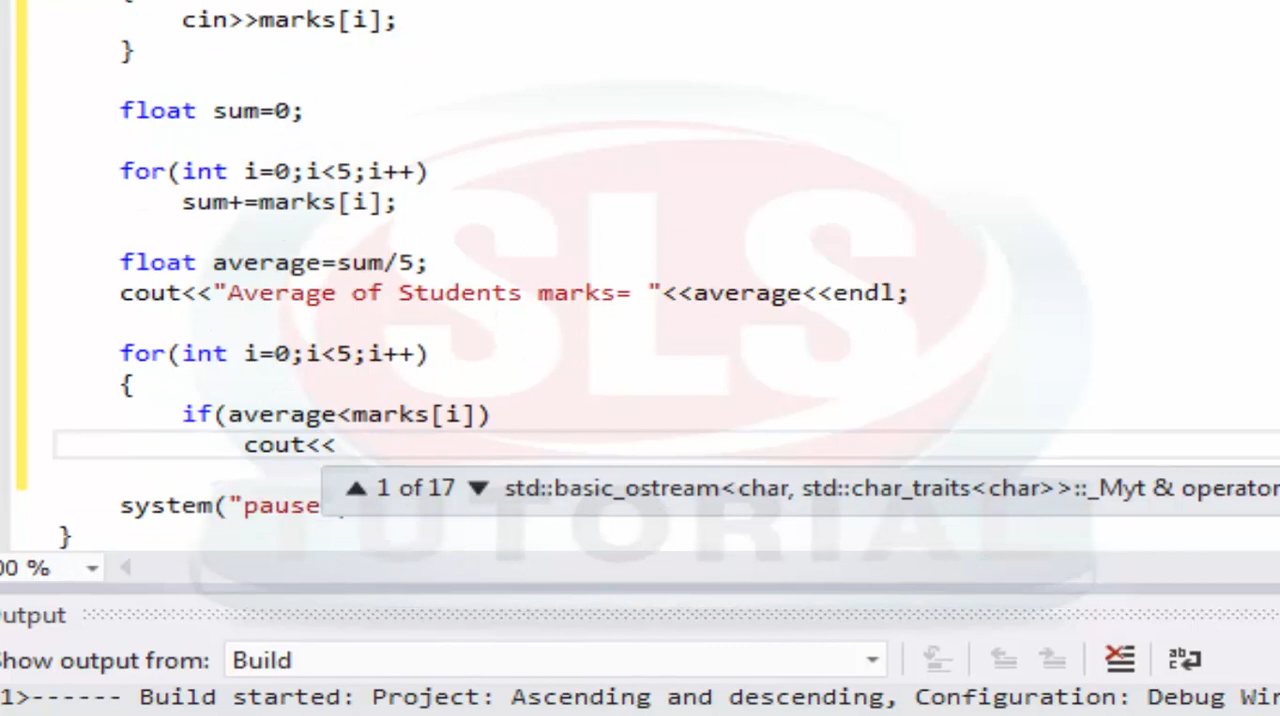 {
cin>>marks[i];
}
float sum=0;
for(int i=0;i<5;i++)
sum+=marks[i];
float average=sum/5;
cout<<"Average of Students marks= "<<average<<endl;
for(int i=0;i<5;i++)
{
if(average<marks[i])
cout<<
▲ 1 of 17 ▼ std::basic_ostream<char, std::char_traits<char>>::_Myt & operator
system("pause
}
00 %
utput
how output from: Build
1>------ Build started: Project: Ascending and descending, Configuration: Debug Wi
SLS
TUTORIAL